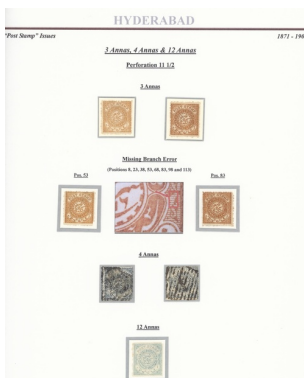 HYDERABAD
"Post Stamp" Issues
1871 - 190
3 Annas, 4 Annas & 12 Annas
Perforation 11 1/2
3 Annas
Missing Branch Error
(Positions 8, 23, 38, 53, 68, 83, 98 and 113)
Pos. 53
Pos. 83
4 Annas
12 Annas